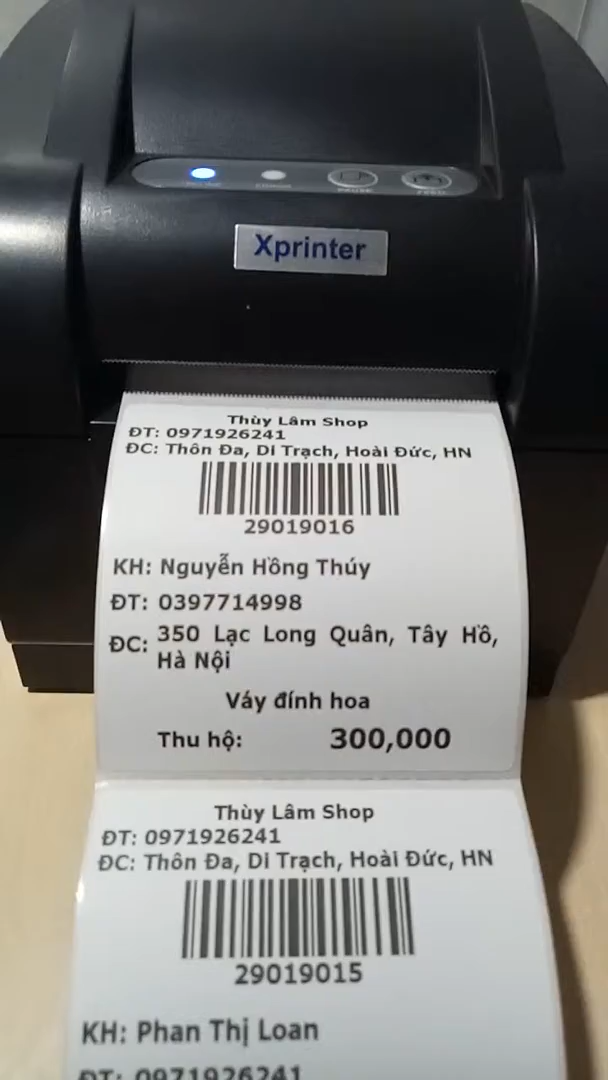 Xprinter
Thùy Lâm Shop
ĐT: 0971926241
ĐC: Thôn Đa, Di Trạch, Hoài Đức, HN
29019016
KH: Nguyễn Hồng Thúy
ĐT: 0397714998
ĐC: 350 Lạc Long Quân, Tây Hồ,
Hà Nội
Váy đính hoa
Thu hộ: 300,000
Thùy Lâm Shop
ĐT: 0971926241
ĐC: Thôn Đa, Di Trạch, Hoài Đức, HN
29019015
KH: Phan Thị Loan
ĐT: 0971926241